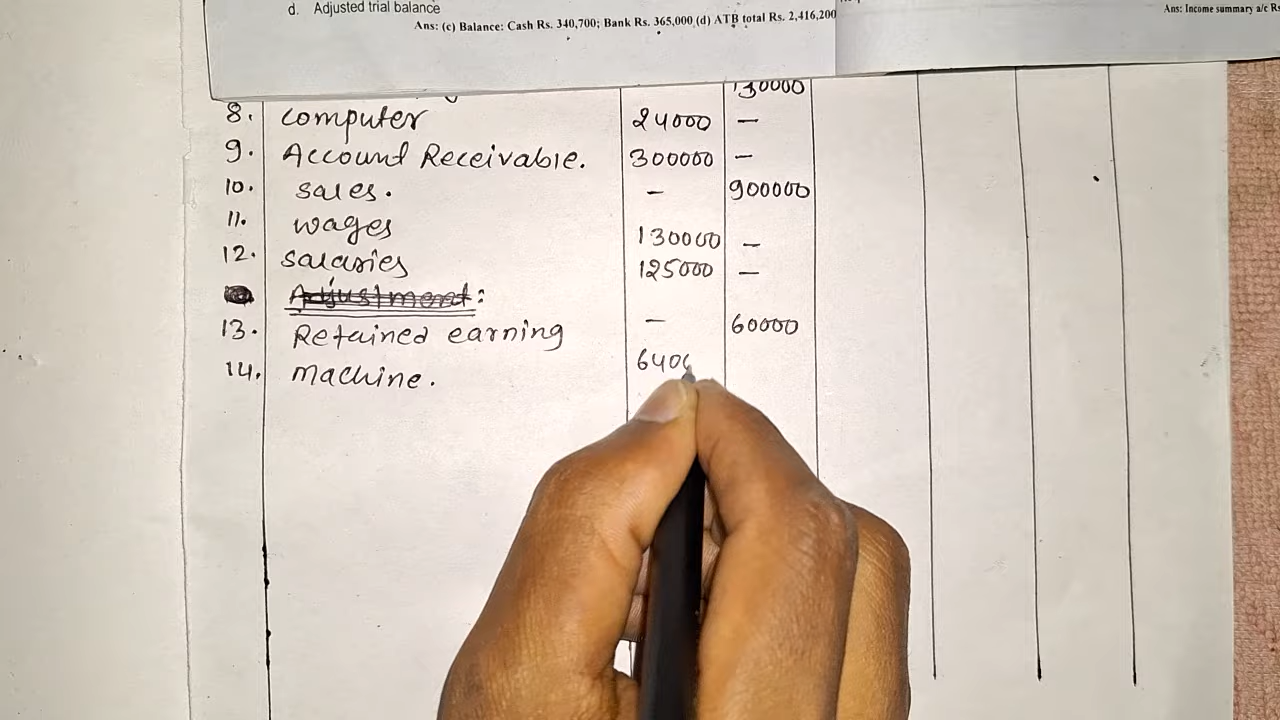 d. Adjusted trial balance
Ans: (c) Balance: Cash Rs. 340,700; Bank Rs. 365,000 (d) ATB total Rs. 2,416,200
Ans: Income summary a/c Rs
130000
8. computer 24000 —
9. Account Receivable. 300000 —
10. sales. — 900000
11. wages 130000 —
12. salaries 125000 —
Adjustment:
13. Retained earning — 60000
14. machine. 640